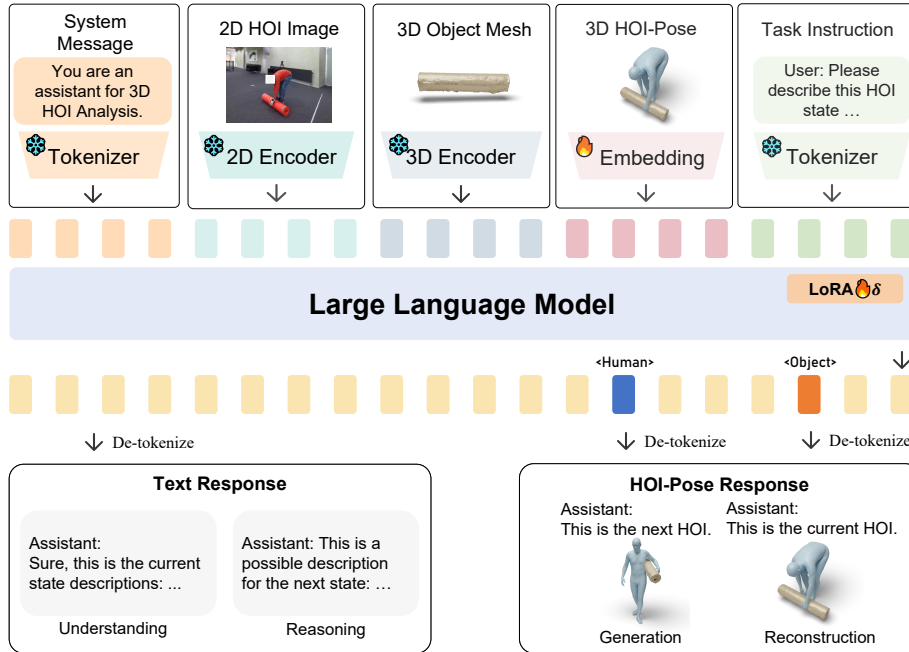 System
Message
You are an
assistant for 3D
HOI Analysis.
Tokenizer
2D HOI Image
2D Encoder
3D Object Mesh
3D Encoder
3D HOI-Pose
Embedding
Task Instruction
User: Please
describe this HOI
state …
Tokenizer
Large Language Model
LoRA δ
<Human>
<Object>
De-tokenize
De-tokenize
De-tokenize
Text Response
Assistant:
Sure, this is the current
state descriptions: ...
Understanding
Assistant: This is a
possible description
for the next state: …
Reasoning
HOI-Pose Response
Assistant:
This is the next HOI.
Generation
Assistant:
This is the current HOI.
Reconstruction